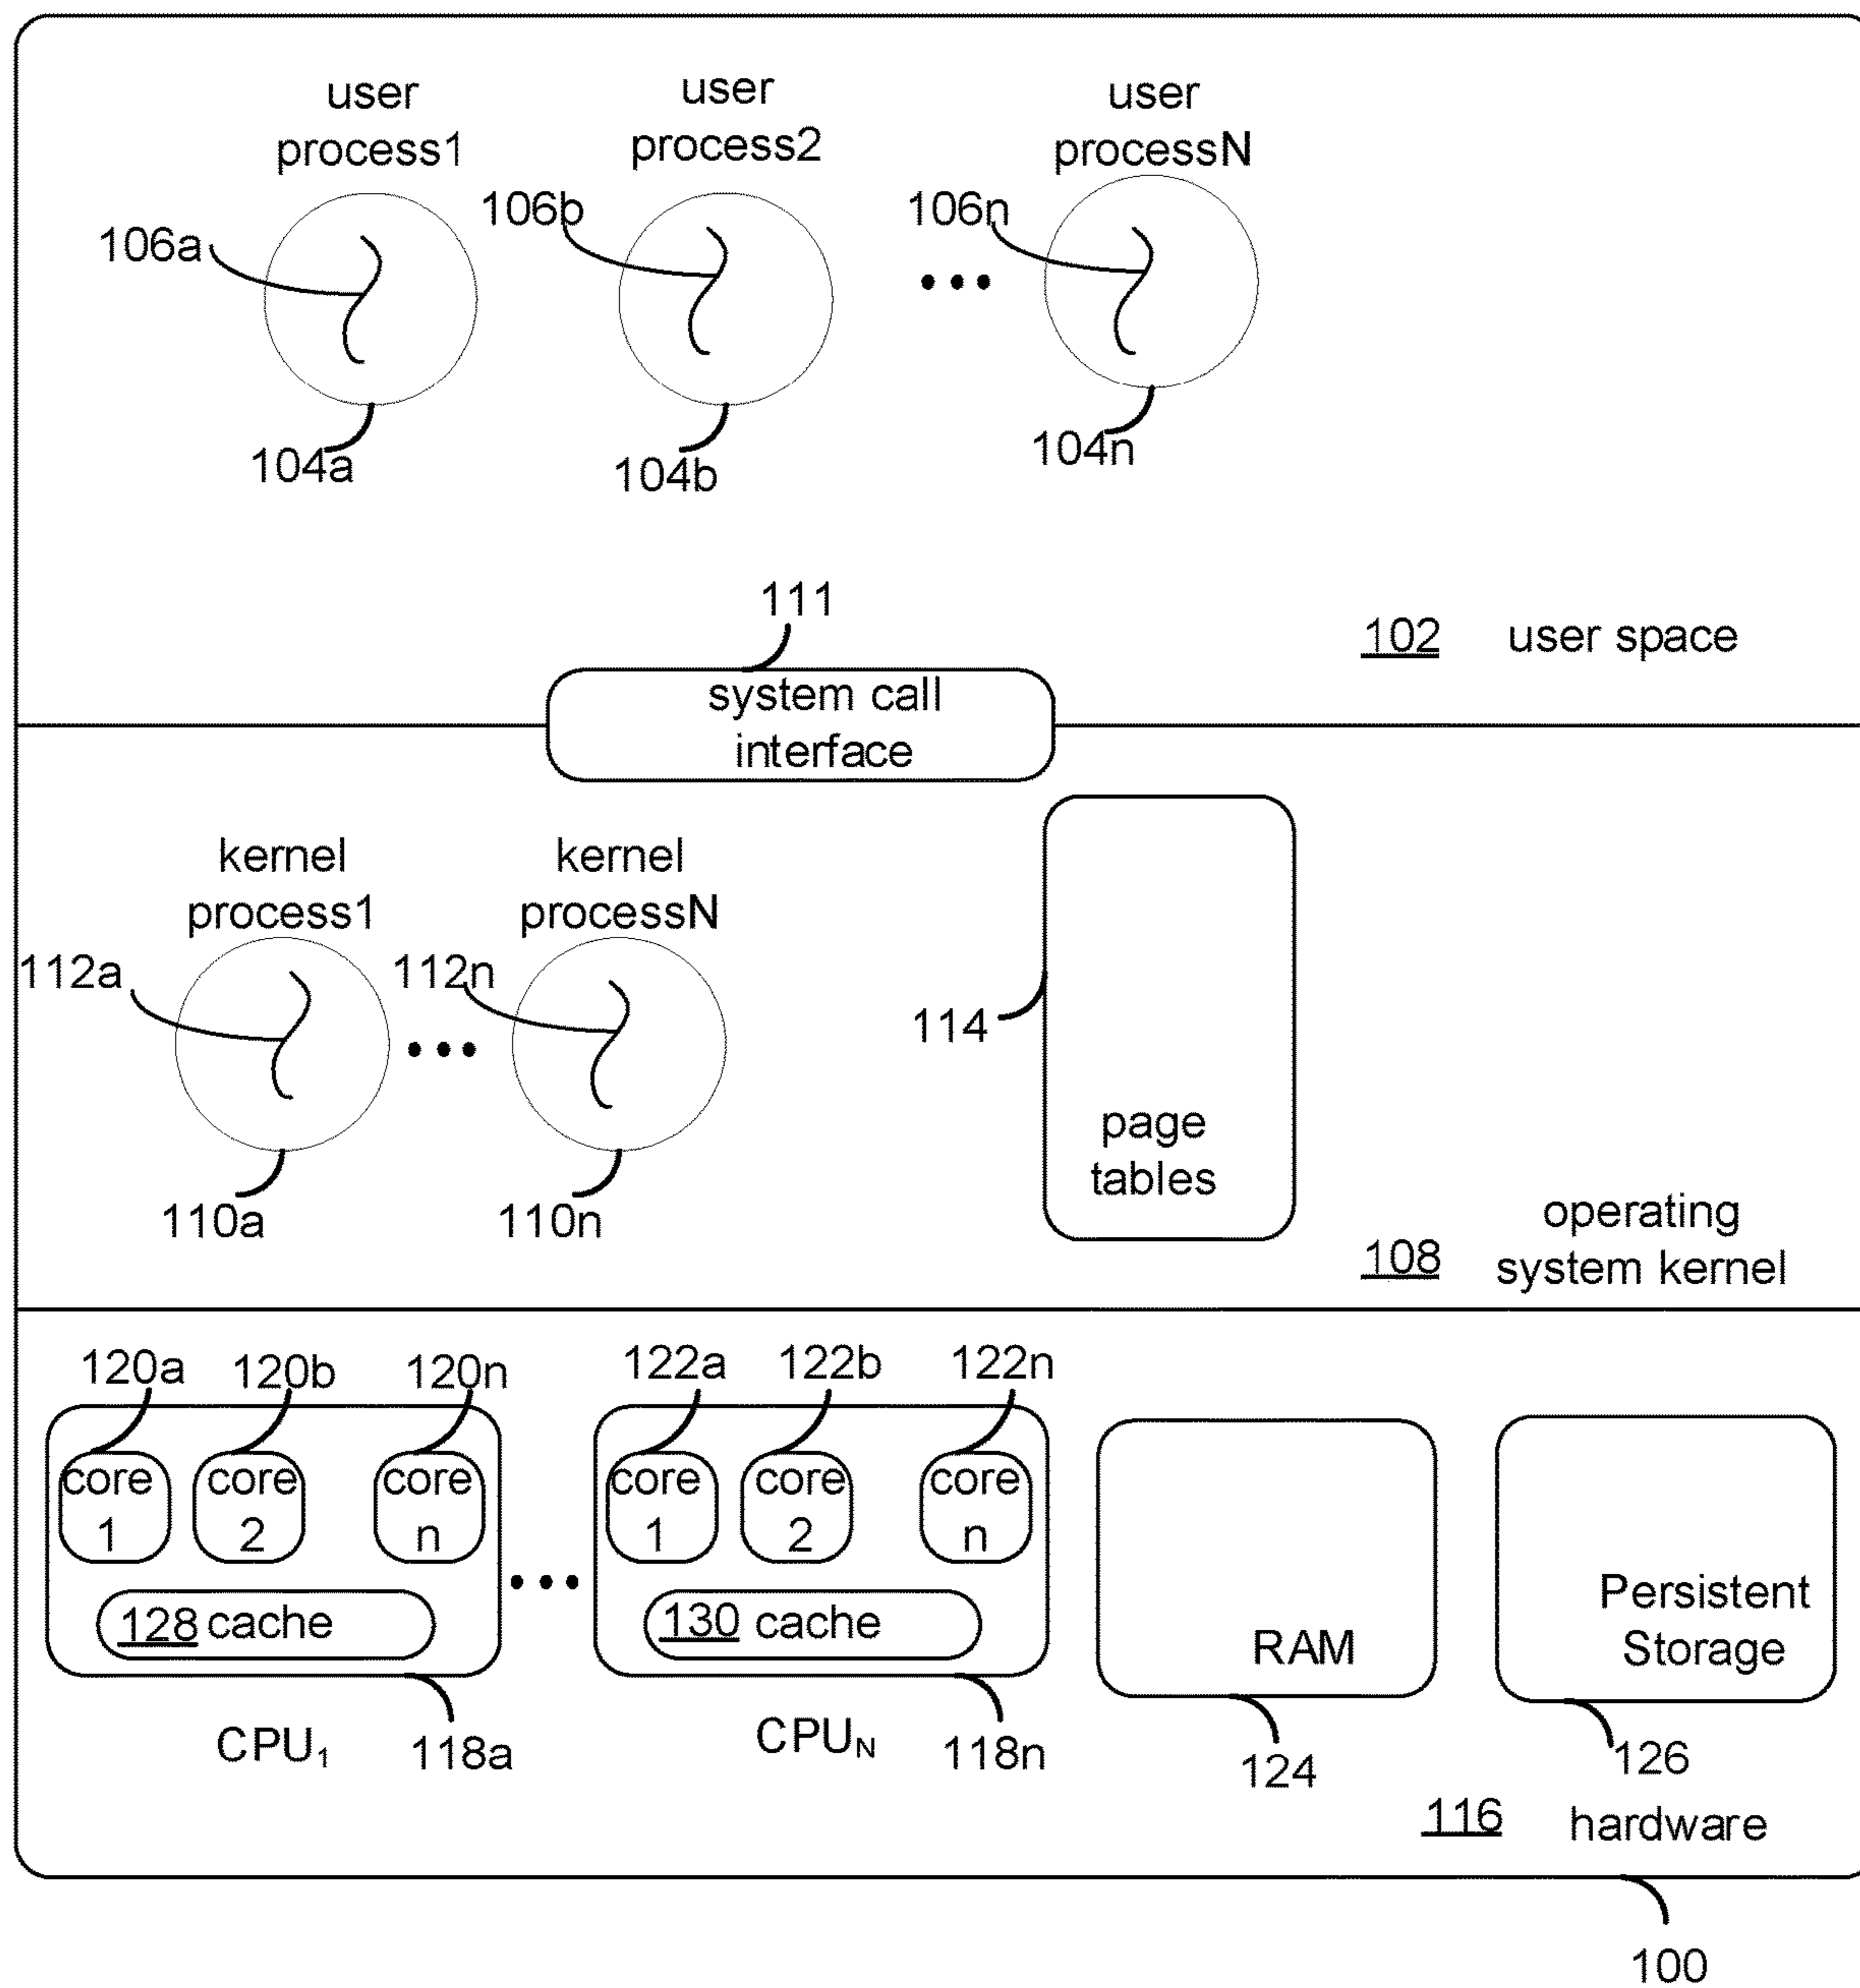 user
process1
user
process2
user
processN
106a
106b
106n
104a
104b
104n
111
102 user space
system call
interface
kernel
process1
kernel
processN
112a
112n
114
page
tables
110a
110n
operating
108 system kernel
120a
120b
120n
122a
122b
122n
core
1
core
2
core
n
core
1
core
2
core
n
128 cache
130 cache
RAM
Persistent
Storage
CPU₁
118a
CPU_N
118n
124
126
116 hardware
100